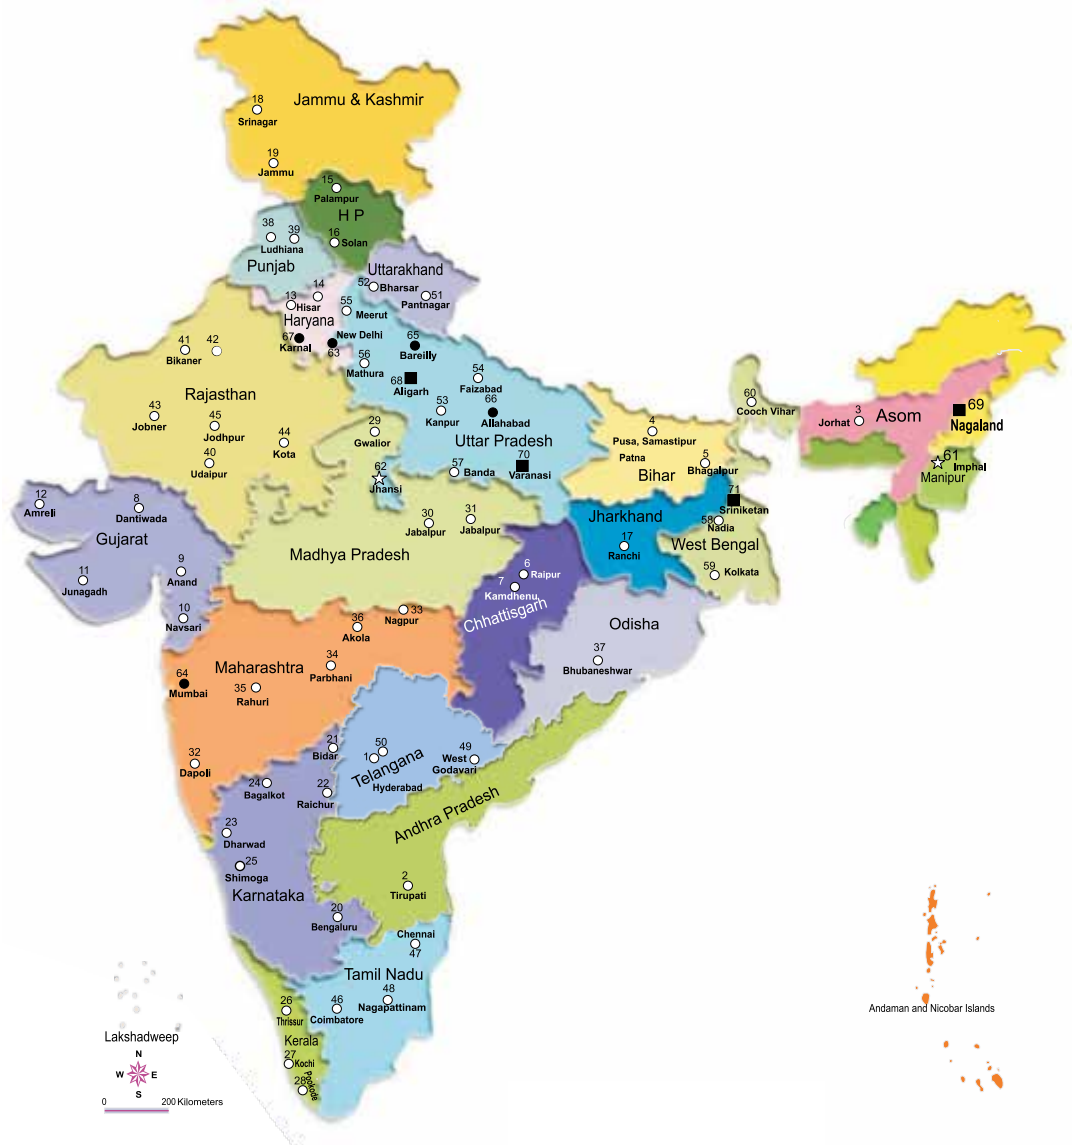 18
Jammu & Kashmir
Srinagar
19
Jammu
15
Palampur
H P
38
39
16
Solan
Ludhiana
Punjab
Uttarakhand
52
Bharsar
51
Pantnagar
14
13
Hisar
55
Meerut
Haryana
67
Karnal
New Delhi
63
65
Bareilly
41
42
Bikaner
56
Mathura
68
Aligarh
54
Faizabad
Rajasthan
43
Jobner
45
Jodhpur
44
Kota
40
Udaipur
53
Kanpur
66
Allahabad
29
Gwalior
Uttar Pradesh
70
Varanasi
57
Banda
62
Jhansi
4
Pusa, Samastipur
Patna
5
Bhagalpur
Bihar
60
Cooch Vihar
3
Jorhat
Asom
69
Nagaland
61
Imphal
Manipur
12
Amreli
8
Dantiwada
Gujarat
9
Anand
11
Junagadh
10
Navsari
30
Jabalpur
31
Jabalpur
Madhya Pradesh
71
Sriniketan
58
Nadia
Jharkhand
17
Ranchi
West Bengal
59
Kolkata
6
Raipur
7
Kamdhenu
Chhattisgarh
Odisha
37
Bhubaneshwar
33
Nagpur
36
Akola
34
Parbhani
Maharashtra
64
Mumbai
35
Rahuri
32
Dapoli
21
Bidar
50
1
Telangana
Hyderabad
49
West
Godavari
24
Bagalkot
22
Raichur
Andhra Pradesh
23
Dharwad
25
Shimoga
Karnataka
2
Tirupati
20
Bengaluru
Chennai
47
Tamil Nadu
48
Nagapattinam
46
Coimbatore
26
Thrissur
Kerala
27
Kochi
28
Pookode
Andaman and Nicobar Islands
Lakshadweep
N
W
E
S
0
200 Kilometers